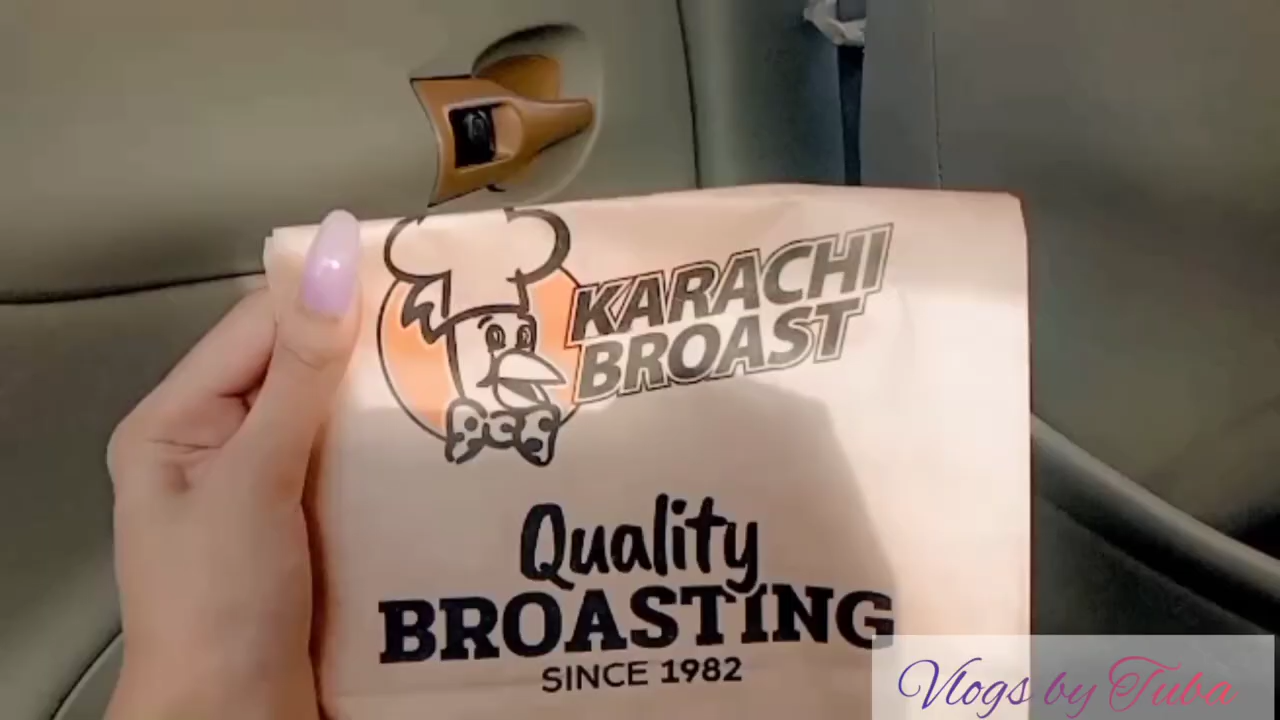 KARACHI
BROAST
Quality
BROASTING
SINCE 1982
Vlogs by Tuba